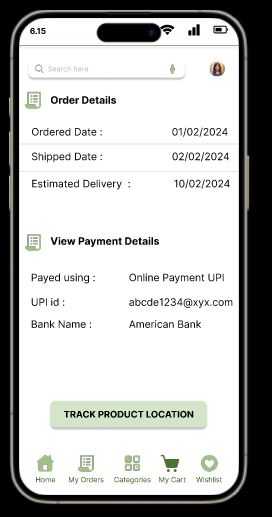 6.15
Search here
Order Details
Ordered Date : 01/02/2024
Shipped Date : 02/02/2024
Estimated Delivery : 10/02/2024
View Payment Details
Payed using : Online Payment UPI
UPI id : abcde1234@xyx.com
Bank Name : American Bank
TRACK PRODUCT LOCATION
Home My Orders Categories My Cart Wishlist